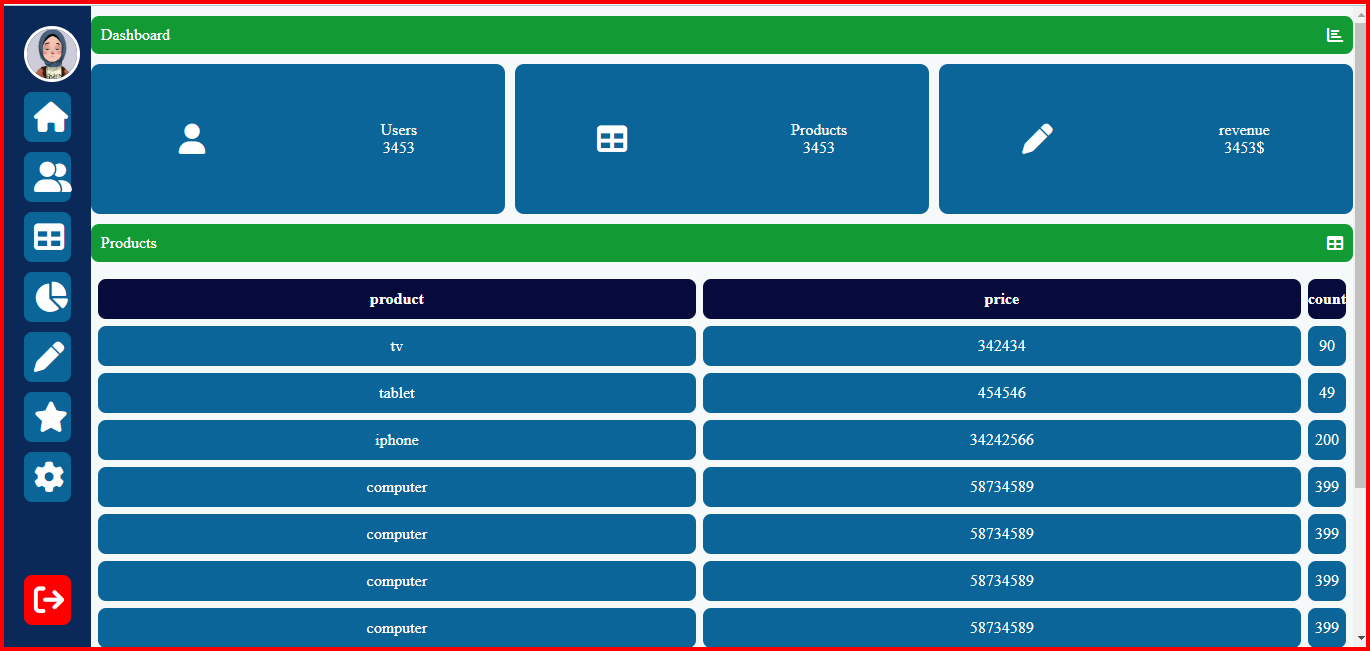 Dashboard
Users
3453
Products
3453
revenue
3453$
Products
product price count
tv 342434 90
tablet 454546 49
iphone 34242566 200
computer 58734589 399
computer 58734589 399
computer 58734589 399
computer 58734589 399